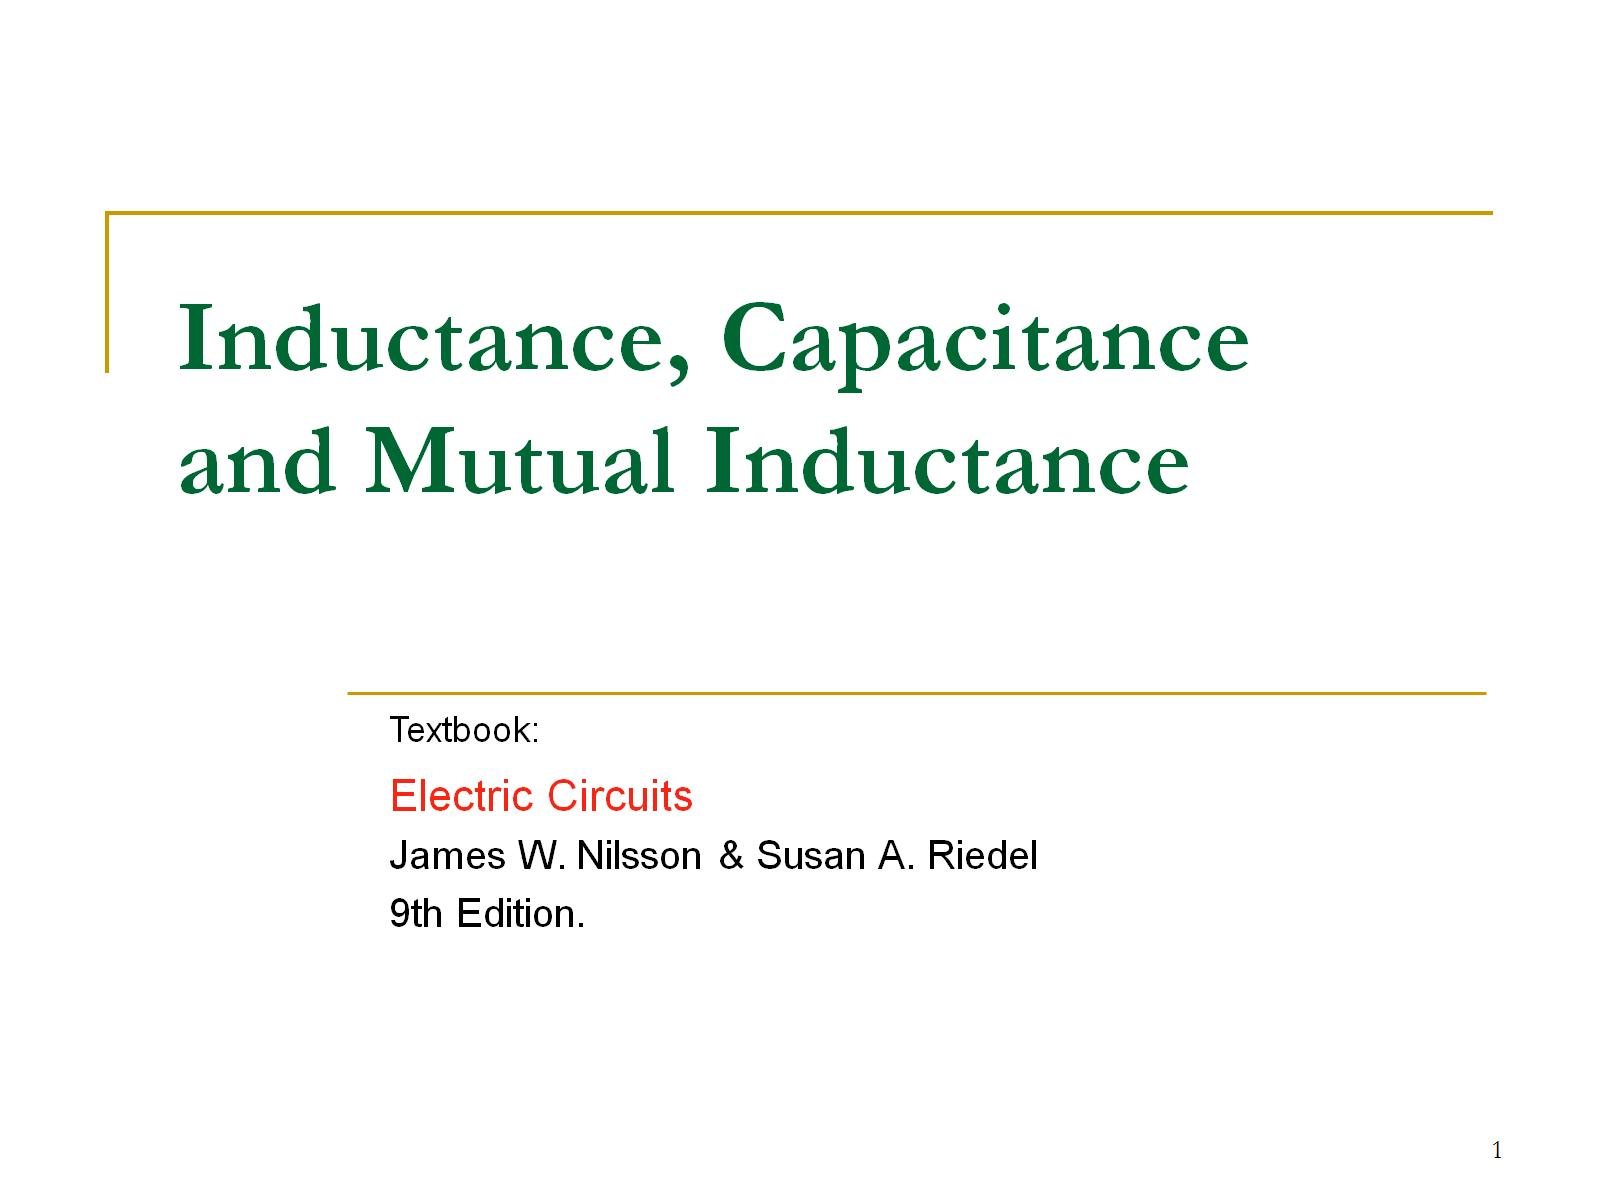 Inductance, Capacitance
and Mutual Inductance
Textbook:
Electric Circuits
James W. Nilsson & Susan A. Riedel
9th Edition.
1